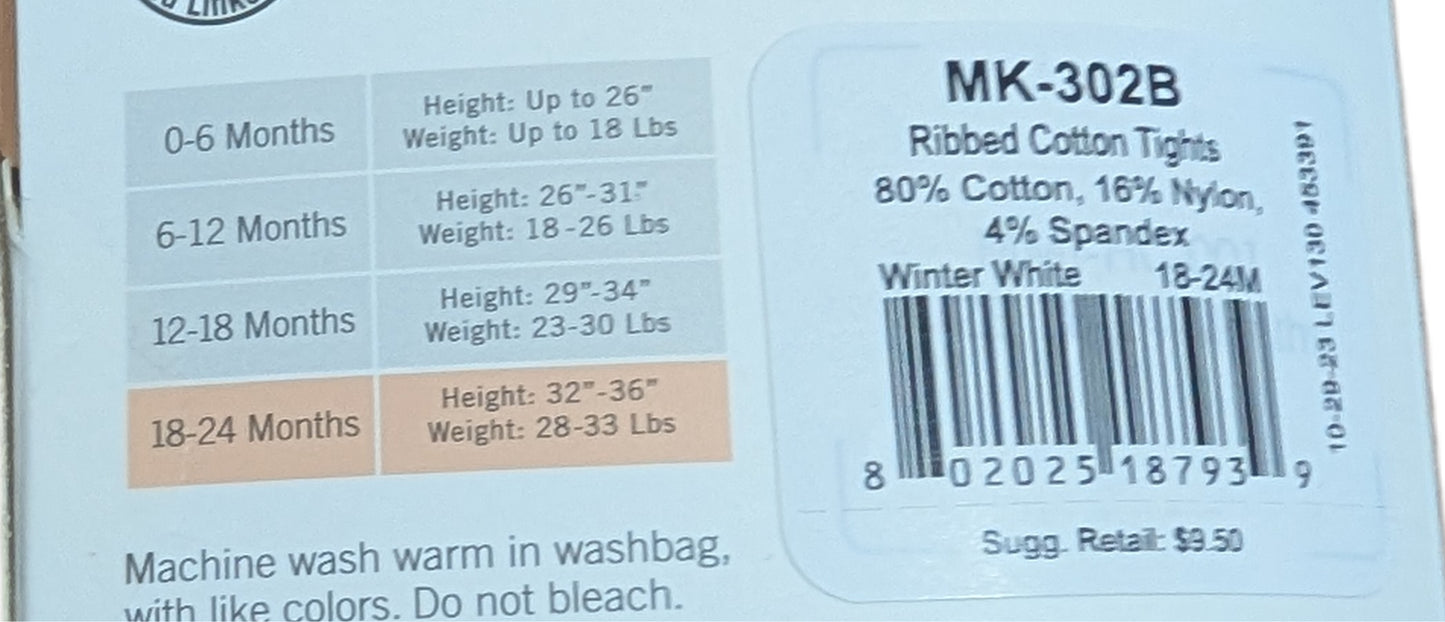 0-6 Months
Height: Up to 26"
Weight: Up to 18 Lbs
6-12 Months
Height: 26"-31"
Weight: 18-26 Lbs
12-18 Months
Height: 29"-34"
Weight: 23-30 Lbs
18-24 Months
Height: 32"-36"
Weight: 28-33 Lbs
Machine wash warm in washbag,
with like colors. Do not bleach.
MK-302B
Ribbed Cotton Tights
80% Cotton, 16% Nylon,
4% Spandex
Winter White 18-24M
8 02025 18793 9
Sugg. Retail: $9.50
10-29-23 LEV130